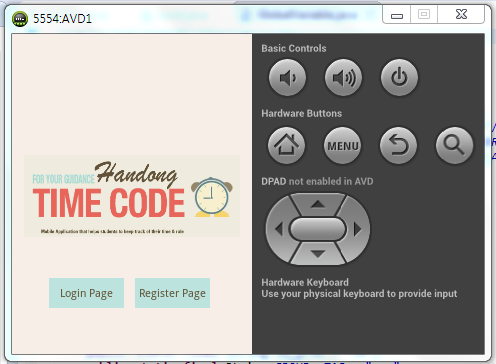 5554:AVD1
FOR YOUR GUIDANCE Handong
TIME CODE
Mobile Application that helps students to keep track of their time & rule
Login Page
Register Page
Basic Controls
Hardware Buttons
MENU
DPAD not enabled in AVD
Hardware Keyboard
Use your physical keyboard to provide input